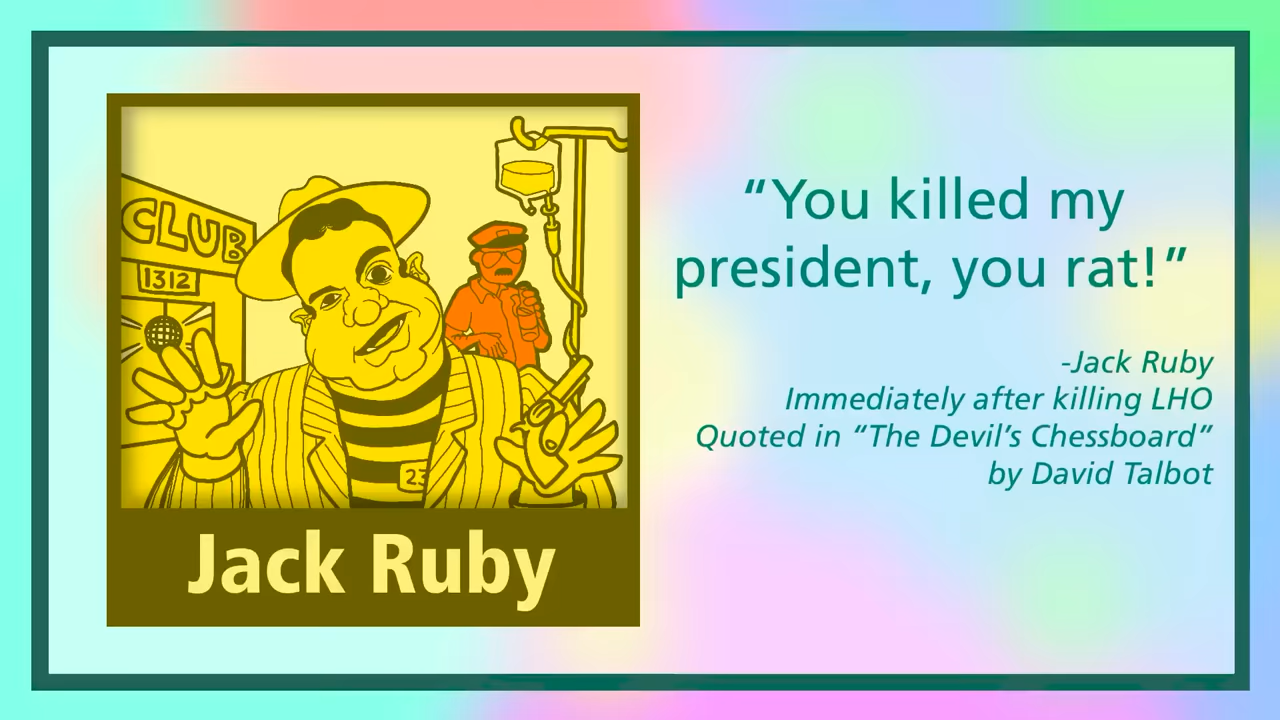 CLUB
1312
23
Jack Ruby
“You killed my
president, you rat!”
-Jack Ruby
Immediately after killing LHO
Quoted in “The Devil’s Chessboard”
by David Talbot